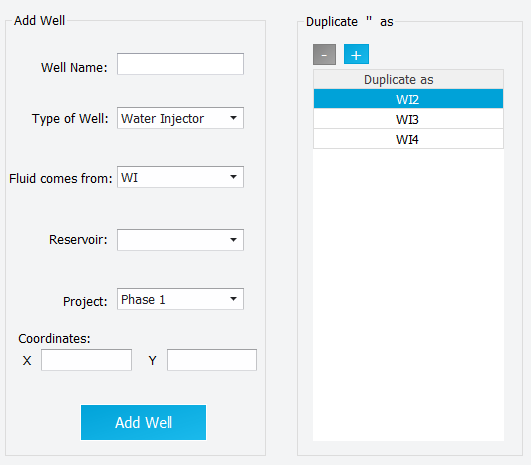 Add Well
Well Name:
Type of Well: Water Injector
Fluid comes from: WI
Reservoir:
Project: Phase 1
Coordinates:
X Y
Add Well
Duplicate " as
- +
Duplicate as
WI2
WI3
WI4